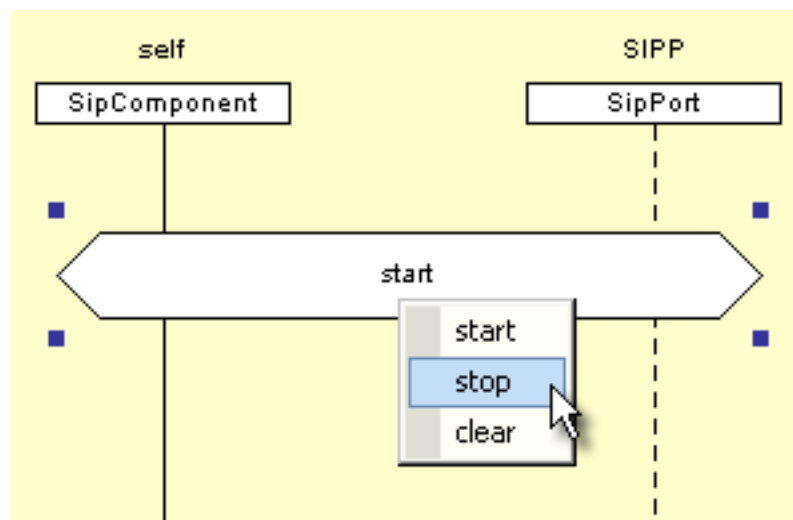 self
SIPP
SipComponent
SipPort
start
start
stop
clear